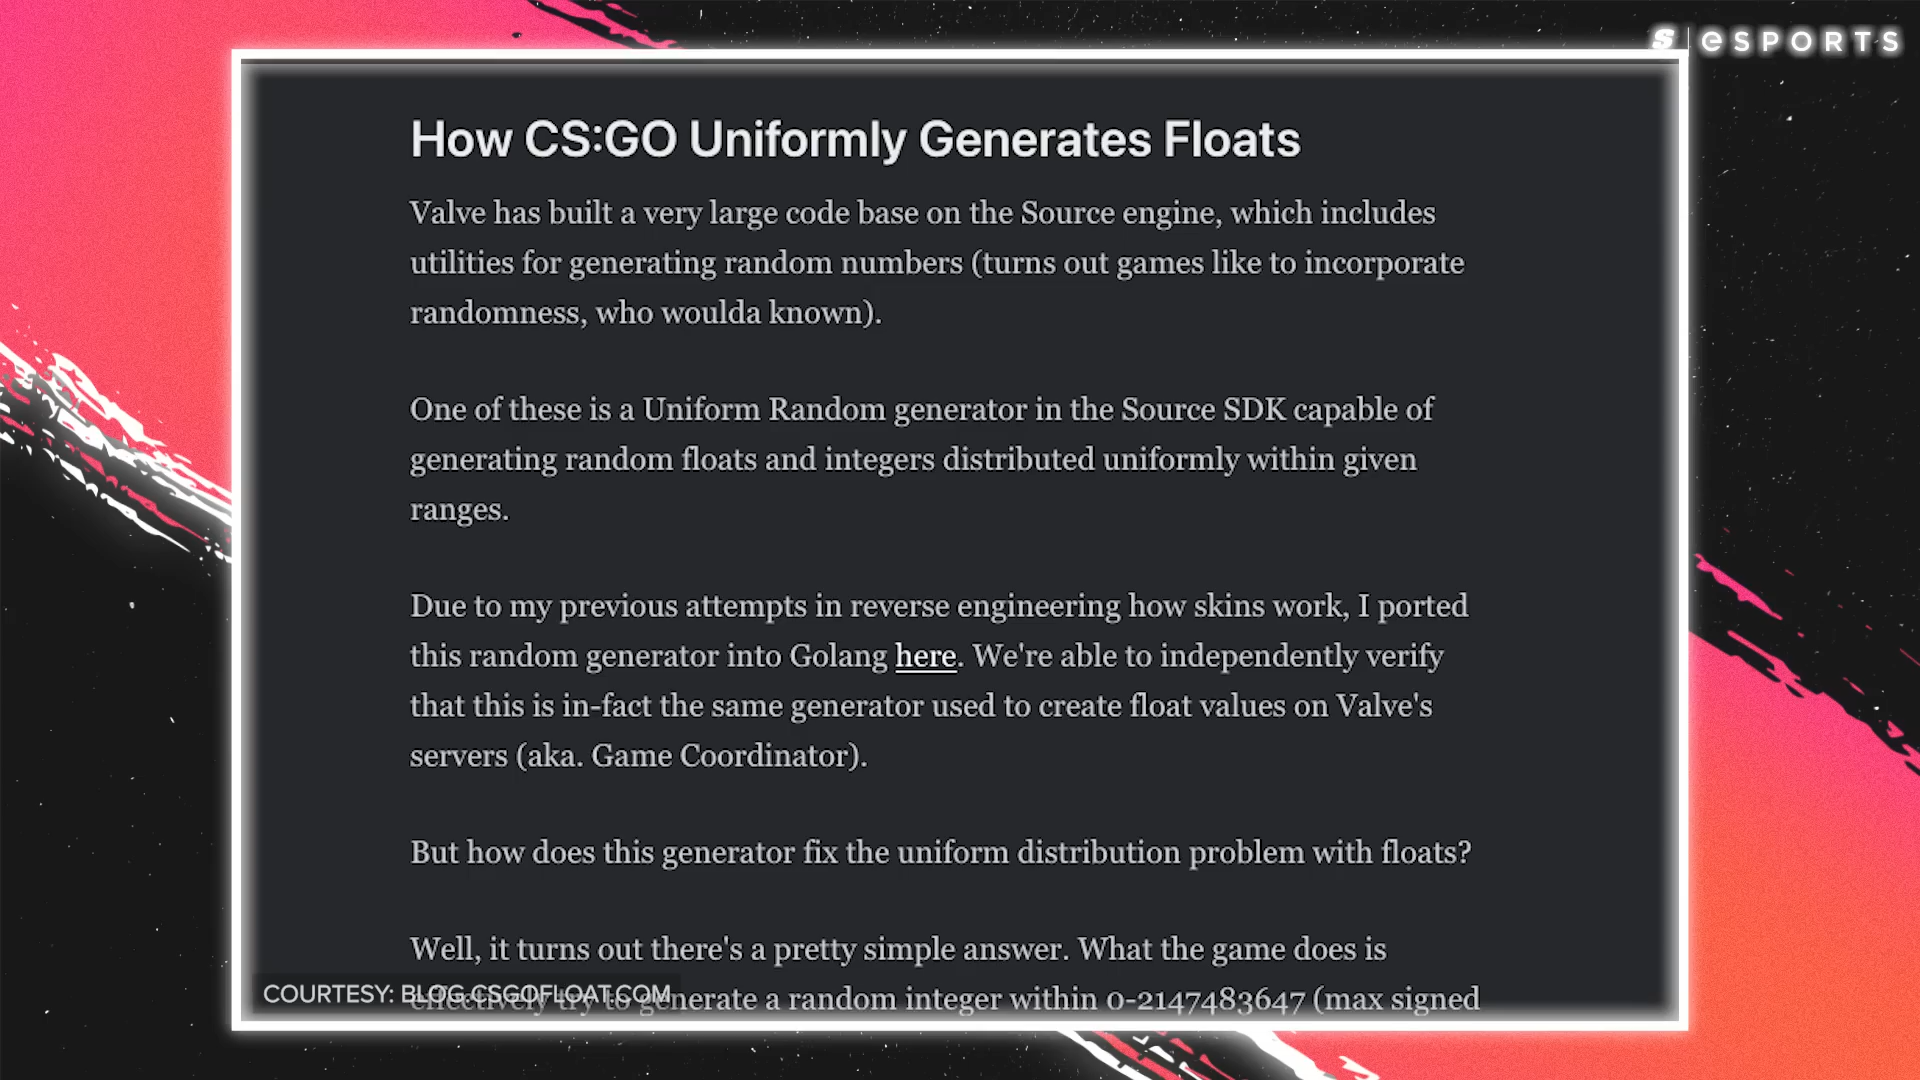 S | eSPORTS
How CS:GO Uniformly Generates Floats
Valve has built a very large code base on the Source engine, which includes
utilities for generating random numbers (turns out games like to incorporate
randomness, who woulda known).
One of these is a Uniform Random generator in the Source SDK capable of
generating random floats and integers distributed uniformly within given
ranges.
Due to my previous attempts in reverse engineering how skins work, I ported
this random generator into Golang here. We're able to independently verify
that this is in-fact the same generator used to create float values on Valve's
servers (aka. Game Coordinator).
But how does this generator fix the uniform distribution problem with floats?
Well, it turns out there's a pretty simple answer. What the game does is
effectively try to generate a random integer within 0-2147483647 (max signed
COURTESY: BLOG.CSGOFLOAT.COM